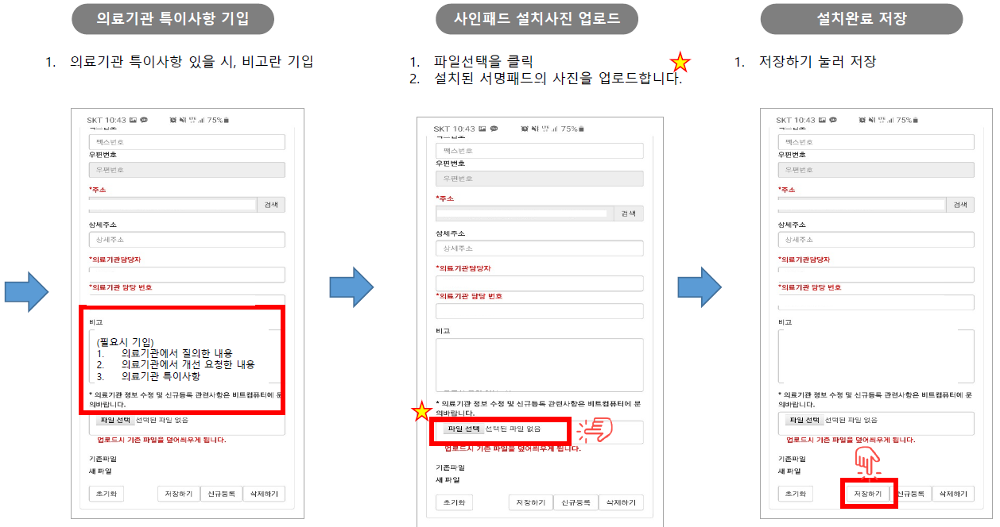 의료기관 특이사항 기입
1. 의료기관 특이사항 있을 시, 비고란 기입
SKT 10:43 75%
팩스번호
우편번호
우편번호
*주소
검색
상세주소
상세주소
*의료기관담당자
*의료기관 담당 번호
비고
(필요시 기입)
1. 의료기관에서 질의한 내용
2. 의료기관에서 개선 요청한 내용
3. 의료기관 특이사항
* 의료기관 정보 수정 및 신규등록 관련사항은 비트컴퓨터에 문
의바랍니다.
파일 선택 선택된 파일 없음
업로드시 기존 파일을 덮어씌우게 됩니다.
기존파일
새 파일
초기화 저장하기 신규등록 삭제하기
사인패드 설치사진 업로드
1. 파일선택을 클릭
2. 설치된 서명패드의 사진을 업로드합니다.
SKT 10:43 75%
팩스번호
우편번호
우편번호
*주소
검색
상세주소
상세주소
*의료기관담당자
*의료기관 담당 번호
비고
* 의료기관 정보 수정 및 신규등록 관련사항은 비트컴퓨터에 문
의바랍니다.
파일 선택 선택된 파일 없음
업로드시 기존 파일을 덮어씌우게 됩니다.
기존파일
새 파일
초기화 저장하기 신규등록 삭제하기
설치완료 저장
1. 저장하기 눌러 저장
SKT 10:43 75%
팩스번호
우편번호
우편번호
*주소
검색
상세주소
상세주소
*의료기관담당자
*의료기관 담당 번호
비고
* 의료기관 정보 수정 및 신규등록 관련사항은 비트컴퓨터에 문
의바랍니다.
파일 선택 선택된 파일 없음
업로드시 기존 파일을 덮어씌우게 됩니다.
기존파일
새 파일
초기화 저장하기 신규등록 삭제하기